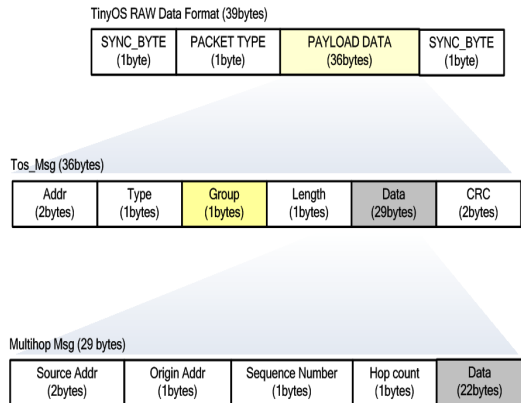 TinyOS RAW Data Format (39bytes)
SYNC_BYTE PACKET TYPE PAYLOAD DATA SYNC_BYTE
(1byte) (1byte) (36bytes) (1byte)
Tos_Msg (36bytes)
Addr Type Group Length Data CRC
(2bytes) (1bytes) (1bytes) (1bytes) (29bytes) (2bytes)
Multihop Msg (29 bytes)
Source Addr Origin Addr Sequence Number Hop count Data
(2bytes) (1bytes) (1bytes) (1bytes) (22bytes)